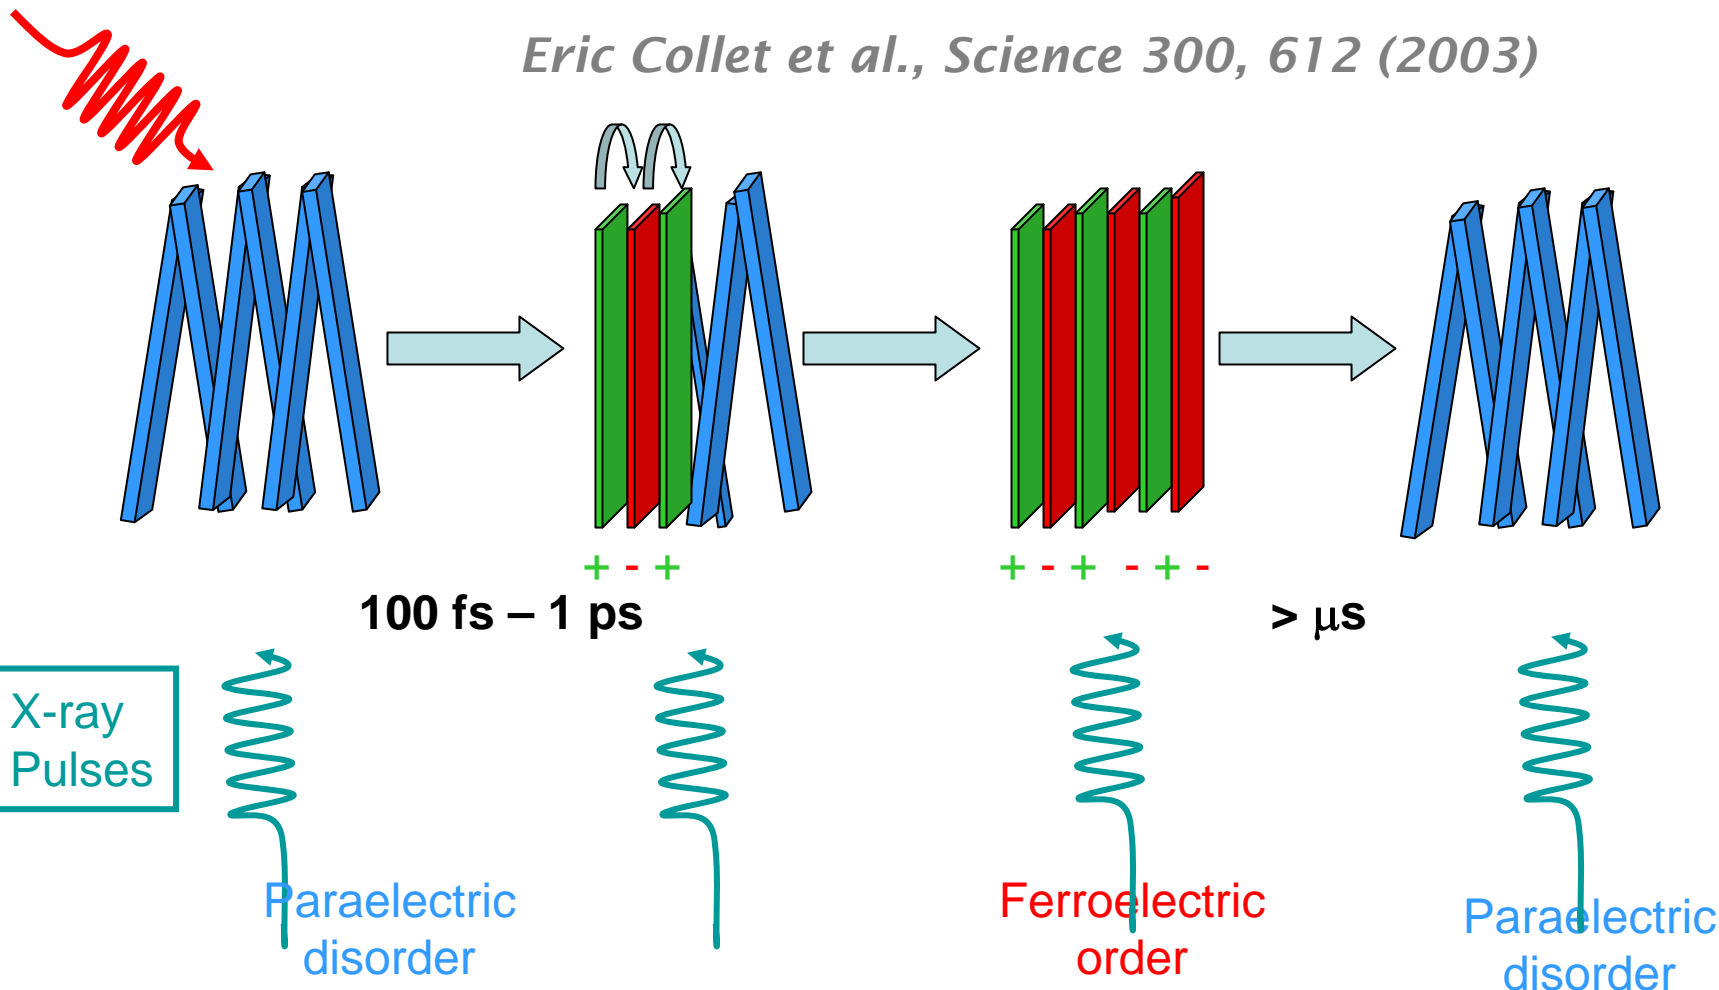 Eric Collet et al., Science 300, 612 (2003)
+ - +
+ - + - + -
100 fs – 1 ps
> μs
X-ray
Pulses
Paraelectric
disorder
Ferroelectric
order
Paraelectric
disorder